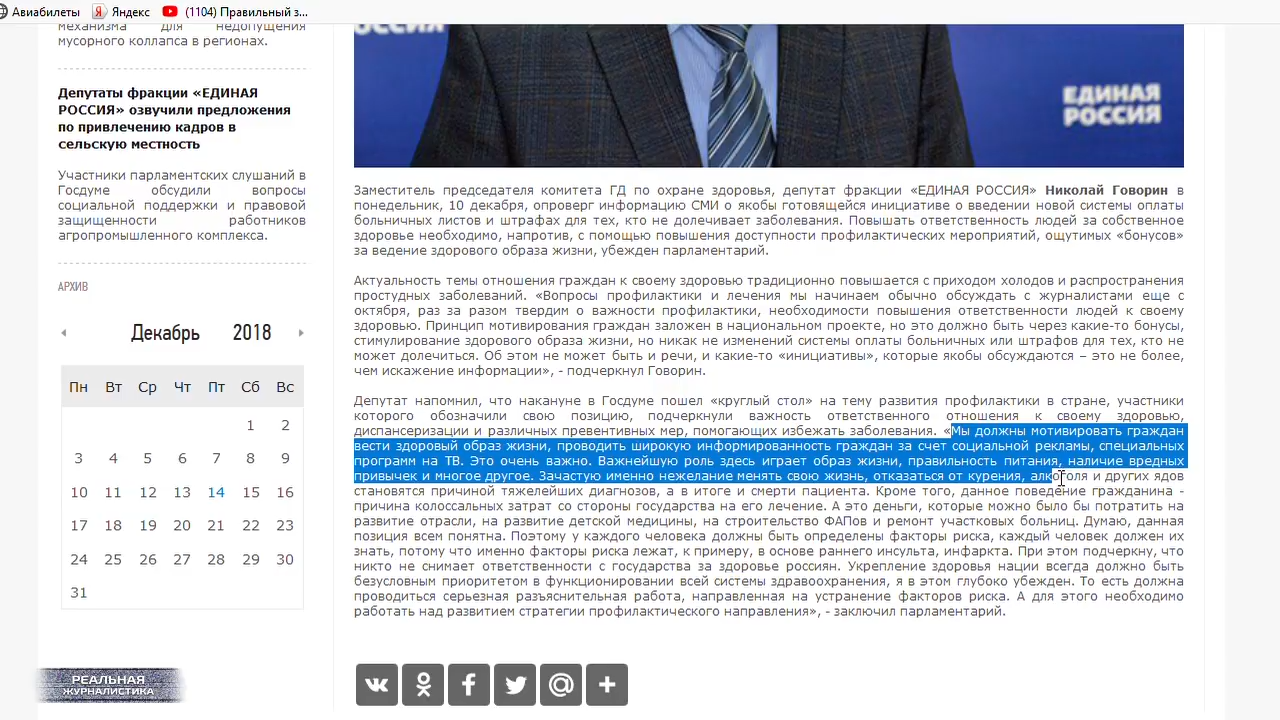 Авиабилеты Яндекс (1104) Правильный з...
механизма для недопущения
мусорного коллапса в регионах.
Депутаты фракции «ЕДИНАЯ
РОССИЯ» озвучили предложения
по привлечению кадров в
сельскую местность
Участники парламентских слушаний в
Госдуме обсудили вопросы
социальной поддержки и правовой
защищенности работников
агропромышленного комплекса.
АРХИВ
Декабрь 2018
Пн Вт Ср Чт Пт Сб Вс
1 2
3 4 5 6 7 8 9
10 11 12 13 14 15 16
17 18 19 20 21 22 23
24 25 26 27 28 29 30
31
РЕАЛЬНАЯ
ЖУРНАЛИСТИКА
РОССИЯ
ЕДИНАЯ
РОССИЯ
Заместитель председателя комитета ГД по охране здоровья, депутат фракции «ЕДИНАЯ РОССИЯ» Николай Говорин в
понедельник, 10 декабря, опроверг информацию СМИ о якобы готовящейся инициативе о введении новой системы оплаты
больничных листов и штрафах для тех, кто не долечивает заболевания. Повышать ответственность людей за собственное
здоровье необходимо, напротив, с помощью повышения доступности профилактических мероприятий, ощутимых «бонусов»
за ведение здорового образа жизни, убежден парламентарий.
Актуальность темы отношения граждан к своему здоровью традиционно повышается с приходом холодов и распространения
простудных заболеваний. «Вопросы профилактики и лечения мы начинаем обычно обсуждать с журналистами еще с
октября, раз за разом твердим о важности профилактики, необходимости повышения ответственности людей к своему
здоровью. Принцип мотивирования граждан заложен в национальном проекте, но это должно быть через какие-то бонусы,
стимулирование здорового образа жизни, но никак не изменений системы оплаты больничных или штрафов для тех, кто не
может долечиться. Об этом не может быть и речи, и какие-то «инициативы», которые якобы обсуждаются – это не более,
чем искажение информации», - подчеркнул Говорин.
Депутат напомнил, что накануне в Госдуме пошел «круглый стол» на тему развития профилактики в стране, участники
которого обозначили свою позицию, подчеркнули важность ответственного отношения к своему здоровью,
диспансеризации и различных превентивных мер, помогающих избежать заболевания. «Мы должны мотивировать граждан
вести здоровый образ жизни, проводить широкую информированность граждан за счет социальной рекламы, специальных
программ на ТВ. Это очень важно. Важнейшую роль здесь играет образ жизни, правильность питания, наличие вредных
привычек и многое другое. Зачастую именно нежелание менять свою жизнь, отказаться от курения, алкоголя и других ядов
становятся причиной тяжелейших диагнозов, а в итоге и смерти пациента. Кроме того, данное поведение гражданина -
причина колоссальных затрат со стороны государства на его лечение. А это деньги, которые можно было бы потратить на
развитие отрасли, на развитие детской медицины, на строительство ФАПов и ремонт участковых больниц. Думаю, данная
позиция всем понятна. Поэтому у каждого человека должны быть определены факторы риска, каждый человек должен их
знать, потому что именно факторы риска лежат, к примеру, в основе раннего инсульта, инфаркта. При этом подчеркну, что
никто не снимает ответственности с государства за здоровье россиян. Укрепление здоровья нации всегда должно быть
безусловным приоритетом в функционировании всей системы здравоохранения, я в этом глубоко убежден. То есть должна
проводиться серьезная разъяснительная работа, направленная на устранение факторов риска. А для этого необходимо
работать над развитием стратегии профилактического направления», - заключил парламентарий.